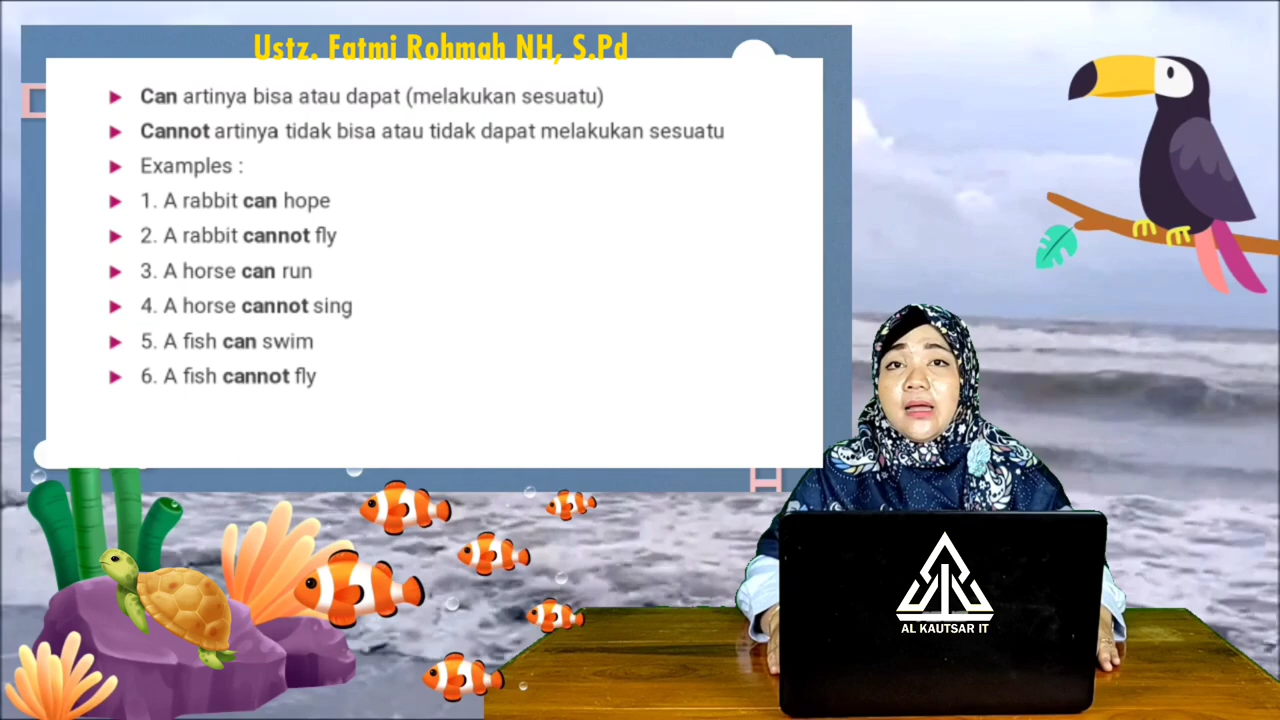 Ustz. Fatmi Rohmah NH, S.Pd
Can artinya bisa atau dapat (melakukan sesuatu)
Cannot artinya tidak bisa atau tidak dapat melakukan sesuatu
Examples :
1. A rabbit can hope
2. A rabbit cannot fly
3. A horse can run
4. A horse cannot sing
5. A fish can swim
6. A fish cannot fly
AL KAUTSAR IT